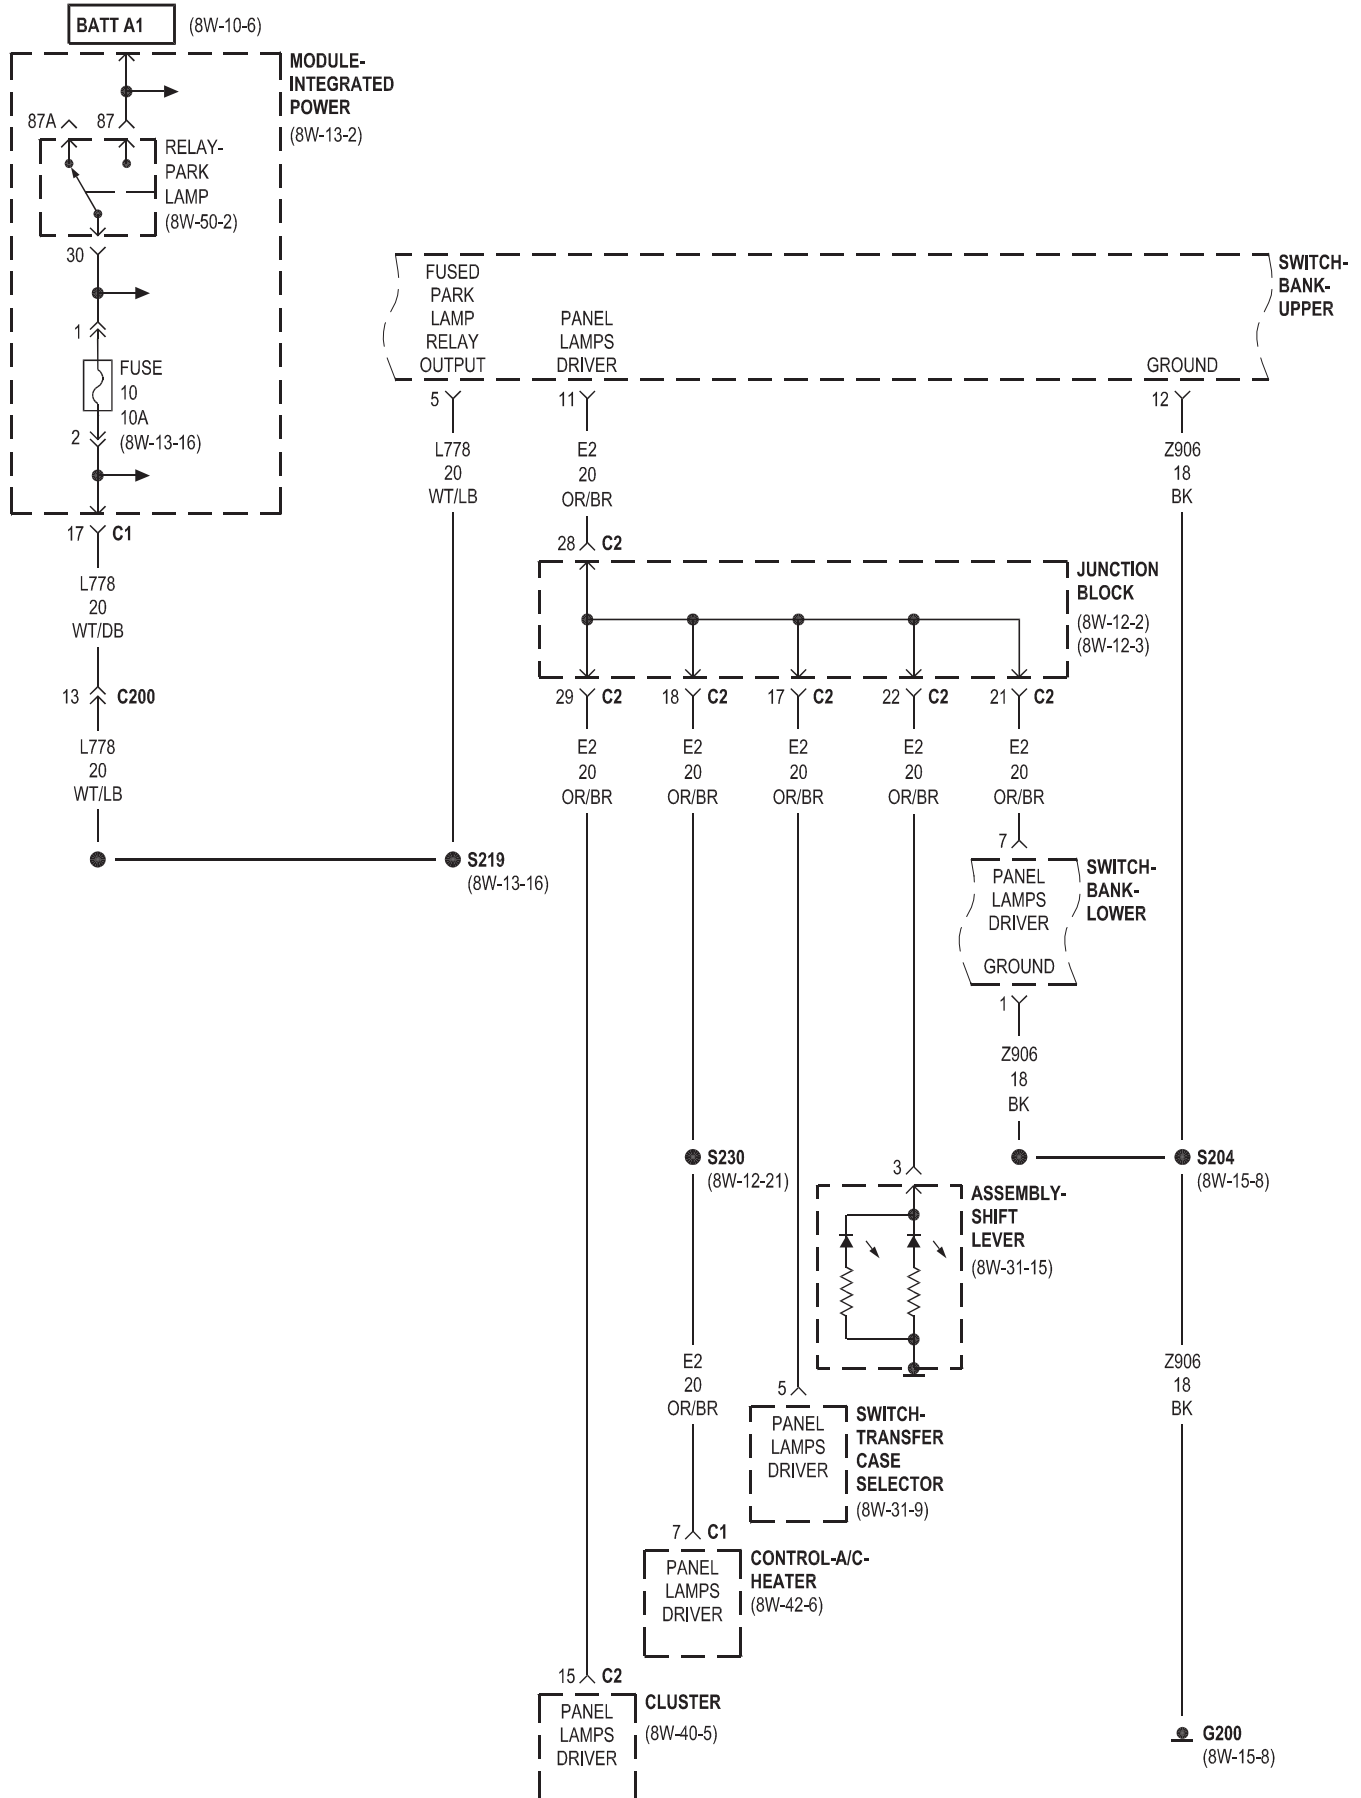 BATT A1 (8W-10-6)
MODULE-
INTEGRATED
POWER
(8W-13-2)
87A 87
RELAY-
PARK
LAMP
(8W-50-2)
30
1
FUSE
10
10A
(8W-13-16)
2
17 C1
L778
20
WT/DB
13 C200
L778
20
WT/LB
FUSED
PARK
LAMP
RELAY
OUTPUT
PANEL
LAMPS
DRIVER
GROUND
SWITCH-
BANK-
UPPER
5
L778
20
WT/LB
11
E2
20
OR/BR
12
Z906
18
BK
28 C2
JUNCTION
BLOCK
(8W-12-2)
(8W-12-3)
29 C2
18 C2
17 C2
22 C2
21 C2
E2
20
OR/BR
E2
20
OR/BR
E2
20
OR/BR
E2
20
OR/BR
E2
20
OR/BR
S219
(8W-13-16)
7
PANEL
LAMPS
DRIVER
GROUND
SWITCH-
BANK-
LOWER
1
Z906
18
BK
S230
(8W-12-21)
S204
(8W-15-8)
3
ASSEMBLY-
SHIFT
LEVER
(8W-31-15)
E2
20
OR/BR
Z906
18
BK
5
PANEL
LAMPS
DRIVER
SWITCH-
TRANSFER
CASE
SELECTOR
(8W-31-9)
7 C1
PANEL
LAMPS
DRIVER
CONTROL-A/C-
HEATER
(8W-42-6)
15 C2
PANEL
LAMPS
DRIVER
CLUSTER
(8W-40-5)
G200
(8W-15-8)